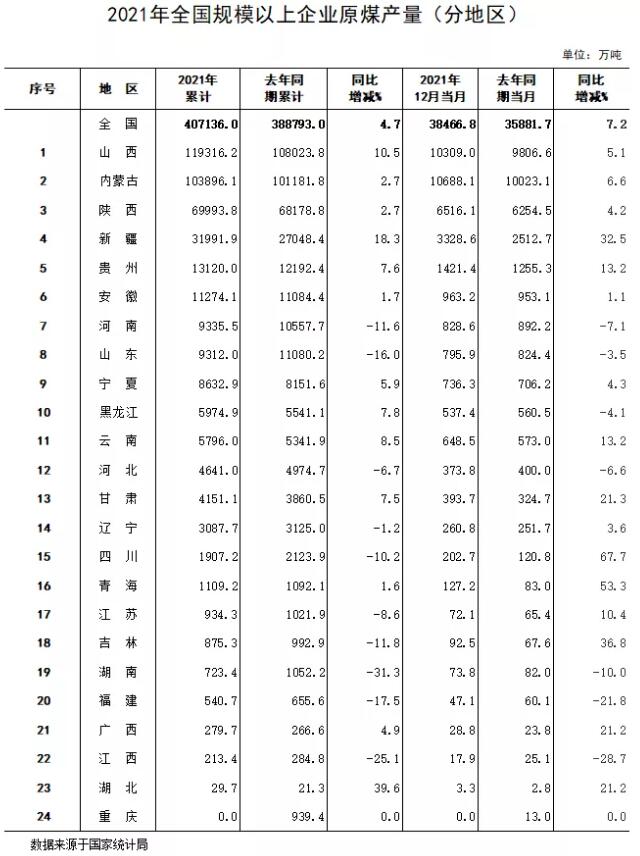 2021年全国规模以上企业原煤产量（分地区）
单位：万吨
序号 地 区 2021年累计 去年同期累计 同比增减% 2021年12月当月 去年同期当月 同比增减%
全 国 407136.0 388793.0 4.7 38466.8 35881.7 7.2
1 山 西 119316.2 108023.8 10.5 10309.0 9806.6 5.1
2 内蒙古 103896.1 101181.8 2.7 10688.1 10023.1 6.6
3 陕 西 69993.8 68178.8 2.7 6516.1 6254.5 4.2
4 新 疆 31991.9 27048.4 18.3 3328.6 2512.7 32.5
5 贵 州 13120.0 12192.4 7.6 1421.4 1255.3 13.2
6 安 徽 11274.1 11084.4 1.7 963.2 953.1 1.1
7 河 南 9335.5 10557.7 -11.6 828.6 892.2 -7.1
8 山 东 9312.0 11080.2 -16.0 795.9 824.4 -3.5
9 宁 夏 8632.9 8151.6 5.9 736.3 706.2 4.3
10 黑龙江 5974.9 5541.1 7.8 537.4 560.5 -4.1
11 云 南 5796.0 5341.9 8.5 648.5 573.0 13.2
12 河 北 4641.0 4974.7 -6.7 373.8 400.0 -6.6
13 甘 肃 4151.1 3860.5 7.5 393.7 324.7 21.3
14 辽 宁 3087.7 3125.0 -1.2 260.8 251.7 3.6
15 四 川 1907.2 2123.9 -10.2 202.7 120.8 67.7
16 青 海 1109.2 1092.1 1.6 127.2 83.0 53.3
17 江 苏 934.3 1021.9 -8.6 72.1 65.4 10.4
18 吉 林 875.3 992.9 -11.8 92.5 67.6 36.8
19 湖 南 723.4 1052.2 -31.3 73.8 82.0 -10.0
20 福 建 540.7 655.6 -17.5 47.1 60.1 -21.8
21 广 西 279.7 266.6 4.9 28.8 23.8 21.2
22 江 西 213.4 284.8 -25.1 17.9 25.1 -28.7
23 湖 北 29.7 21.3 39.6 3.3 2.8 21.2
24 重 庆 0.0 939.4 0.0 0.0 13.0 0.0
数据来源于国家统计局